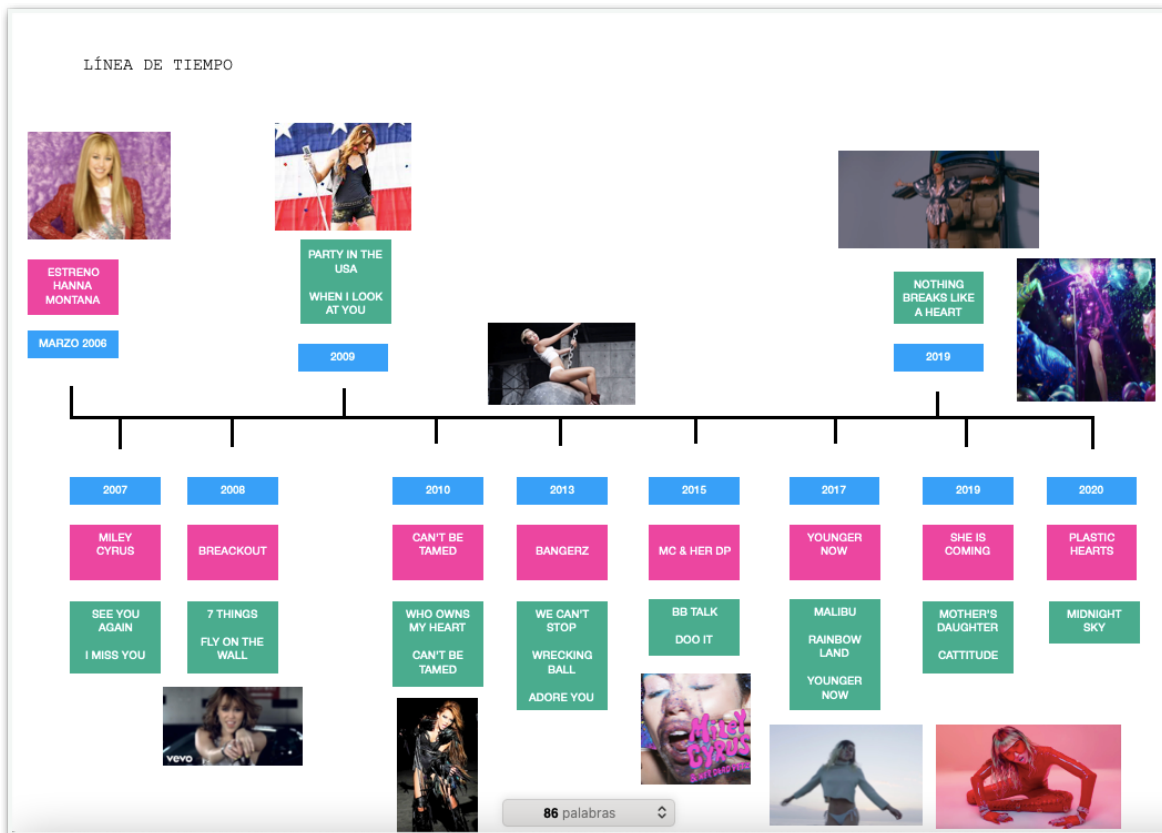 LÍNEA DE TIEMPO
ESTRENO
HANNA
MONTANA
MARZO 2006
PARTY IN THE
USA
WHEN I LOOK
AT YOU
2009
NOTHING
BREAKS LIKE
A HEART
2019
2007
MILEY
CYRUS
SEE YOU
AGAIN
I MISS YOU
2008
BREACKOUT
7 THINGS
FLY ON THE
WALL
vevo
2010
CAN'T BE
TAMED
WHO OWNS
MY HEART
CAN'T BE
TAMED
2013
BANGERZ
WE CAN'T
STOP
WRECKING
BALL
ADORE YOU
2015
MC & HER DP
BB TALK
DOO IT
MILEY
CYRUS
2017
YOUNGER
NOW
MALIBU
RAINBOW
LAND
YOUNGER
NOW
2019
SHE IS
COMING
MOTHER'S
DAUGHTER
CATTITUDE
2020
PLASTIC
HEARTS
MIDNIGHT
SKY
86 palabras